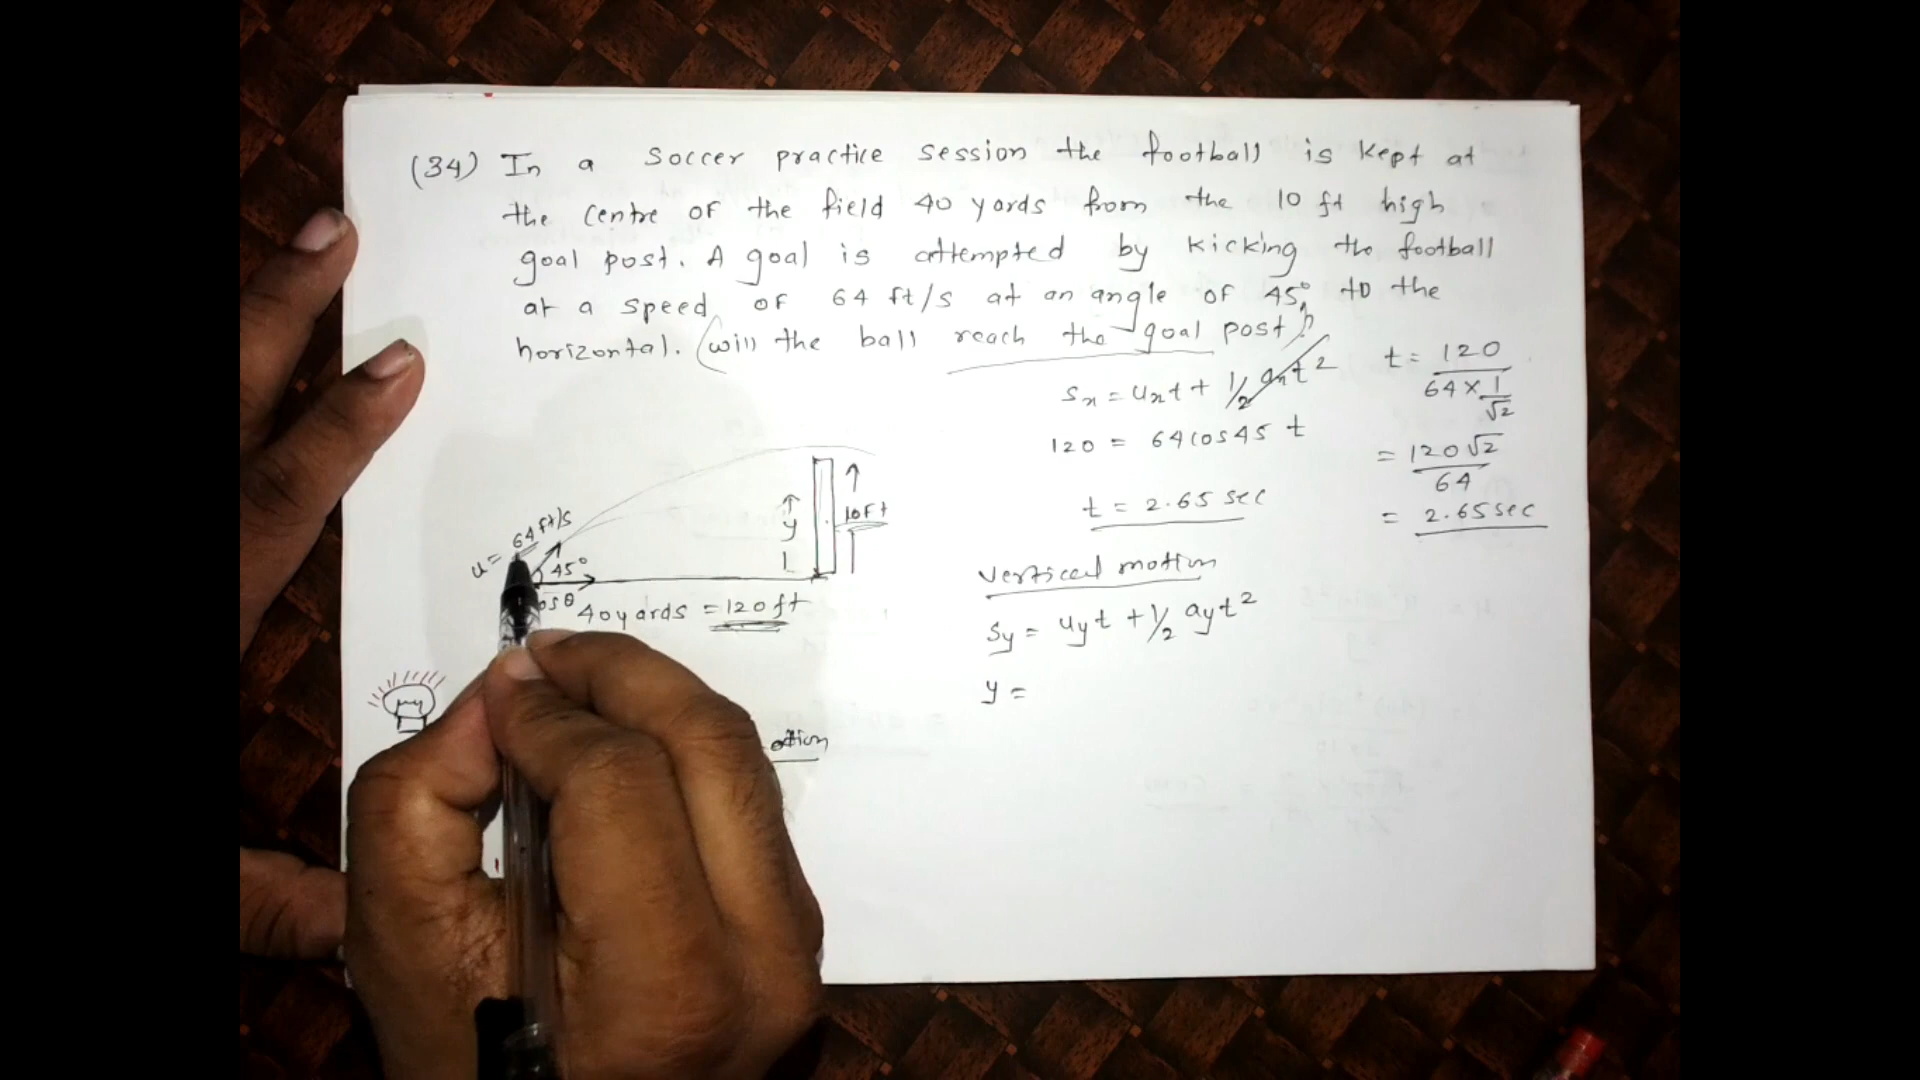 (34) In a soccer practice session the football is kept at
the centre of the field 40 yards from the 10 ft high
goal post. A goal is attempted by kicking the football
at a speed of 64 ft/s at an angle of 45° to the
horizontal. (will the ball reach the goal post?)
Sx = uxt + 1/2 axt²
120 = 64 cos45 t
t = 2.65 sec
t = 120 / 64 × 1/√2
= 120√2 / 64
= 2.65 sec
u = 64 ft/s
45°
y
10 Ft
osθ
40 yards = 120 ft
otion
vertical motion
Sy = uyt + 1/2 ayt²
y =